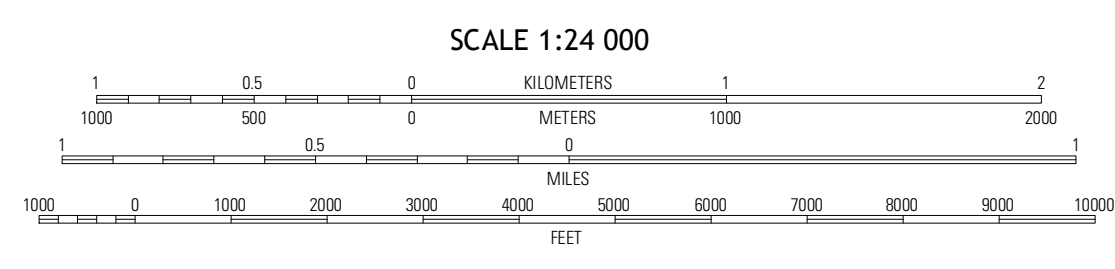 SCALE 1:24 000
1 0.5 0 KILOMETERS 1 2
1000 500 0 METERS 1000 2000
1 0.5 0 1
MILES
1000 0 1000 2000 3000 4000 5000 6000 7000 8000 9000 10000
FEET